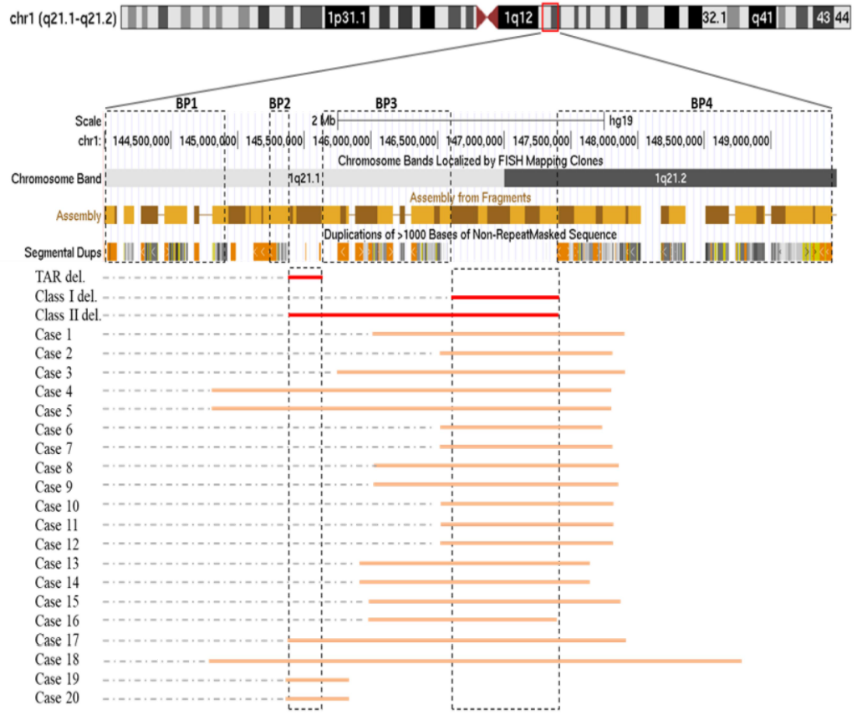 chr1 (q21.1-q21.2) 1p31.1 1q12 32.1 q41 43 44
BP1 BP2 BP3 BP4
Scale 2 Mb hg19
chr1: 144,500,000 145,000,000 145,500,000 146,000,000 146,500,000 147,000,000 147,500,000 148,000,000 148,500,000 149,000,000
Chromosome Bands Localized by FISH Mapping Clones
Chromosome Band 1q21.1 1q21.2
Assembly from Fragments
Assembly
Duplications of >1000 Bases of Non-RepeatMasked Sequence
Segmental Dups
TAR del.
Class I del.
Class II del.
Case 1
Case 2
Case 3
Case 4
Case 5
Case 6
Case 7
Case 8
Case 9
Case 10
Case 11
Case 12
Case 13
Case 14
Case 15
Case 16
Case 17
Case 18
Case 19
Case 20